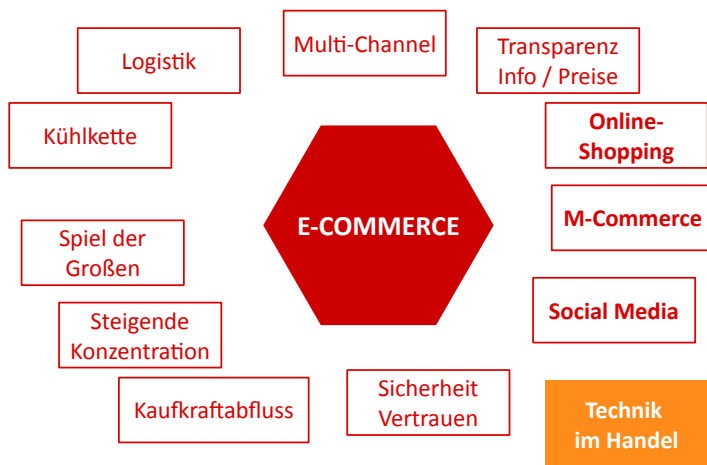 Multi-Channel
Logistik
Transparenz
Info / Preise
Kühlkette
Online-
Shopping
E-COMMERCE
M-Commerce
Spiel der
Großen
Social Media
Steigende
Konzentration
Kaufkraftabfluss
Sicherheit
Vertrauen
Technik
im Handel